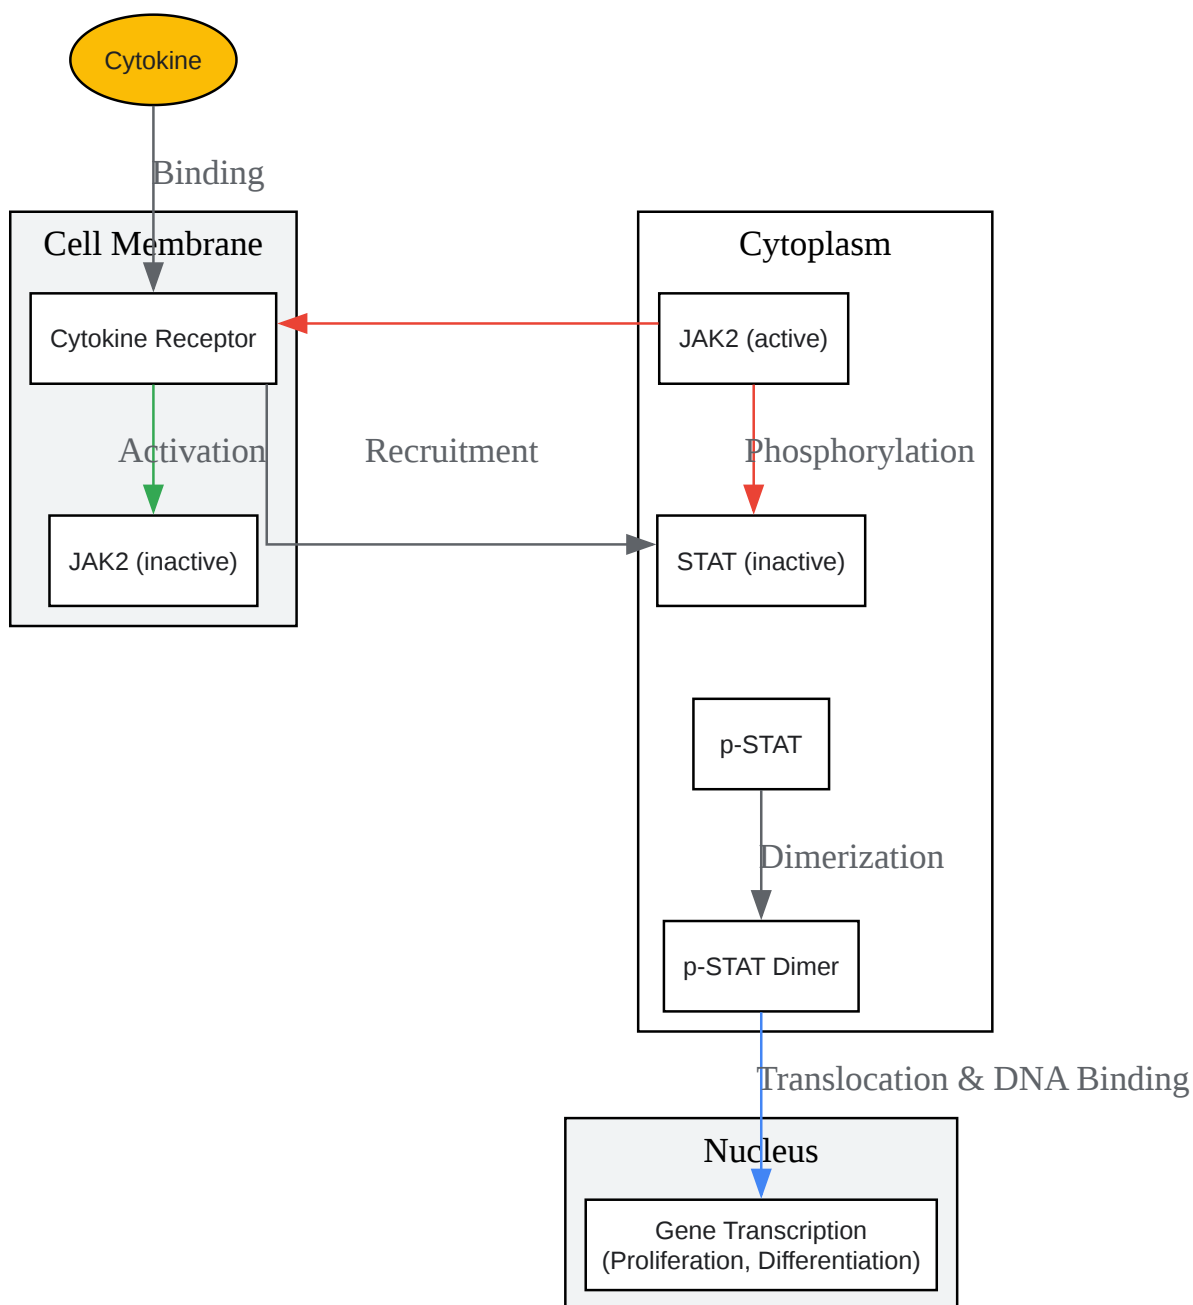 Cytokine
Binding
Cell Membrane
Cytoplasm
Cytokine Receptor
JAK2 (active)
Activation
Recruitment
Phosphorylation
JAK2 (inactive)
STAT (inactive)
p-STAT
Dimerization
p-STAT Dimer
Translocation & DNA Binding
Nucleus
Gene Transcription
(Proliferation, Differentiation)